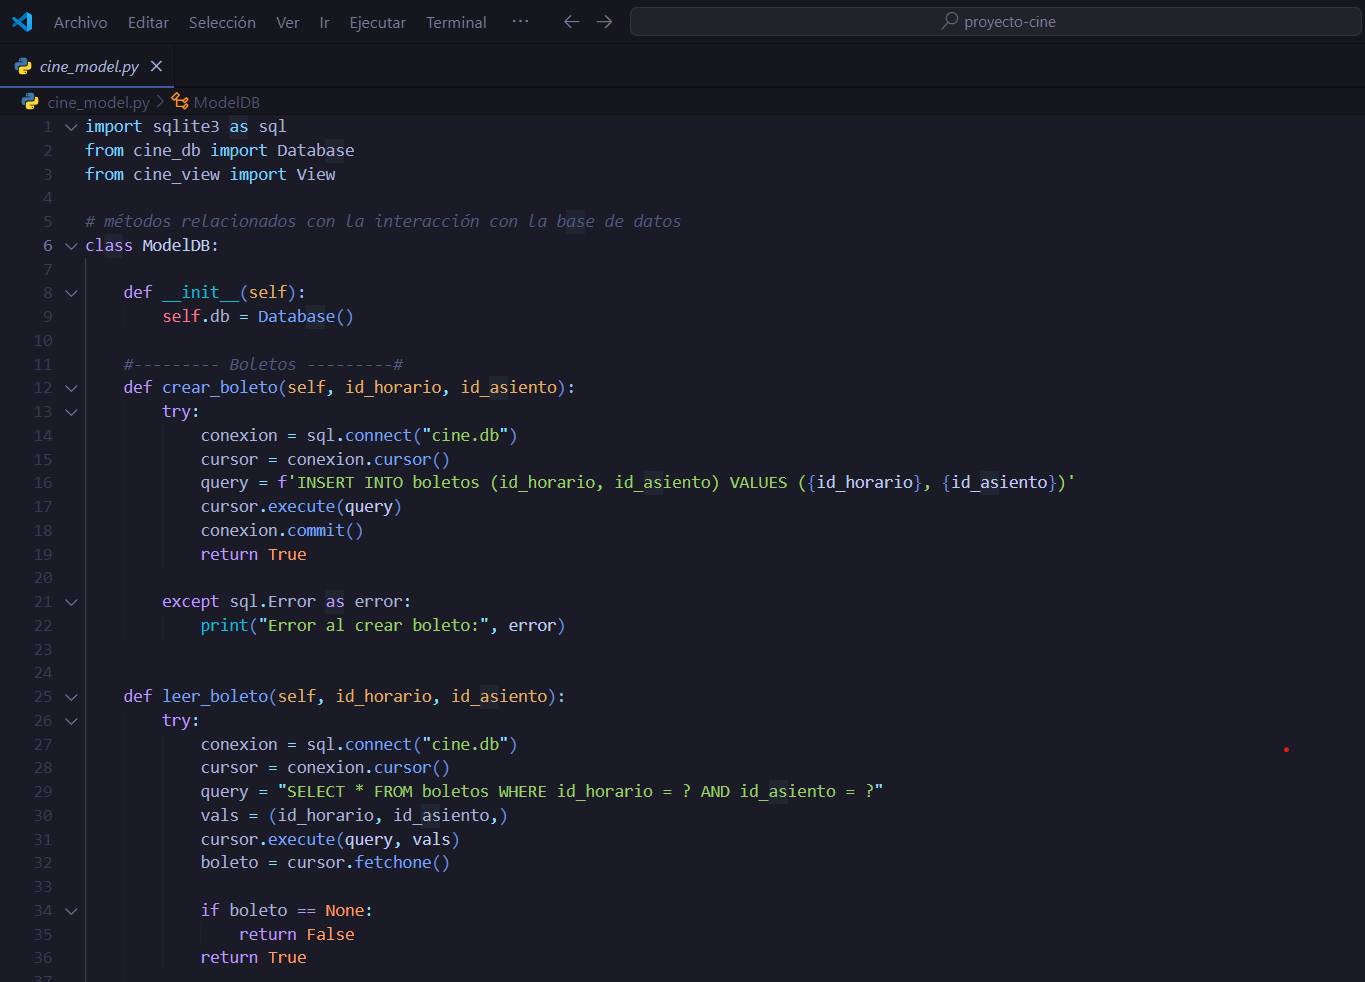 Archivo Editar Selección Ver Ir Ejecutar Terminal ··· proyecto-cine
cine_model.py
cine_model.py > ModelDB
1 import sqlite3 as sql
2 from cine_db import Database
3 from cine_view import View
4
5 # métodos relacionados con la interacción con la base de datos
6 class ModelDB:
7
8 def __init__(self):
9 self.db = Database()
10
11 #--------- Boletos ---------#
12 def crear_boleto(self, id_horario, id_asiento):
13 try:
14 conexion = sql.connect("cine.db")
15 cursor = conexion.cursor()
16 query = f'INSERT INTO boletos (id_horario, id_asiento) VALUES ({id_horario}, {id_asiento})'
17 cursor.execute(query)
18 conexion.commit()
19 return True
20
21 except sql.Error as error:
22 print("Error al crear boleto:", error)
23
24
25 def leer_boleto(self, id_horario, id_asiento):
26 try:
27 conexion = sql.connect("cine.db")
28 cursor = conexion.cursor()
29 query = "SELECT * FROM boletos WHERE id_horario = ? AND id_asiento = ?"
30 vals = (id_horario, id_asiento,)
31 cursor.execute(query, vals)
32 boleto = cursor.fetchone()
33
34 if boleto == None:
35 return False
36 return True
37